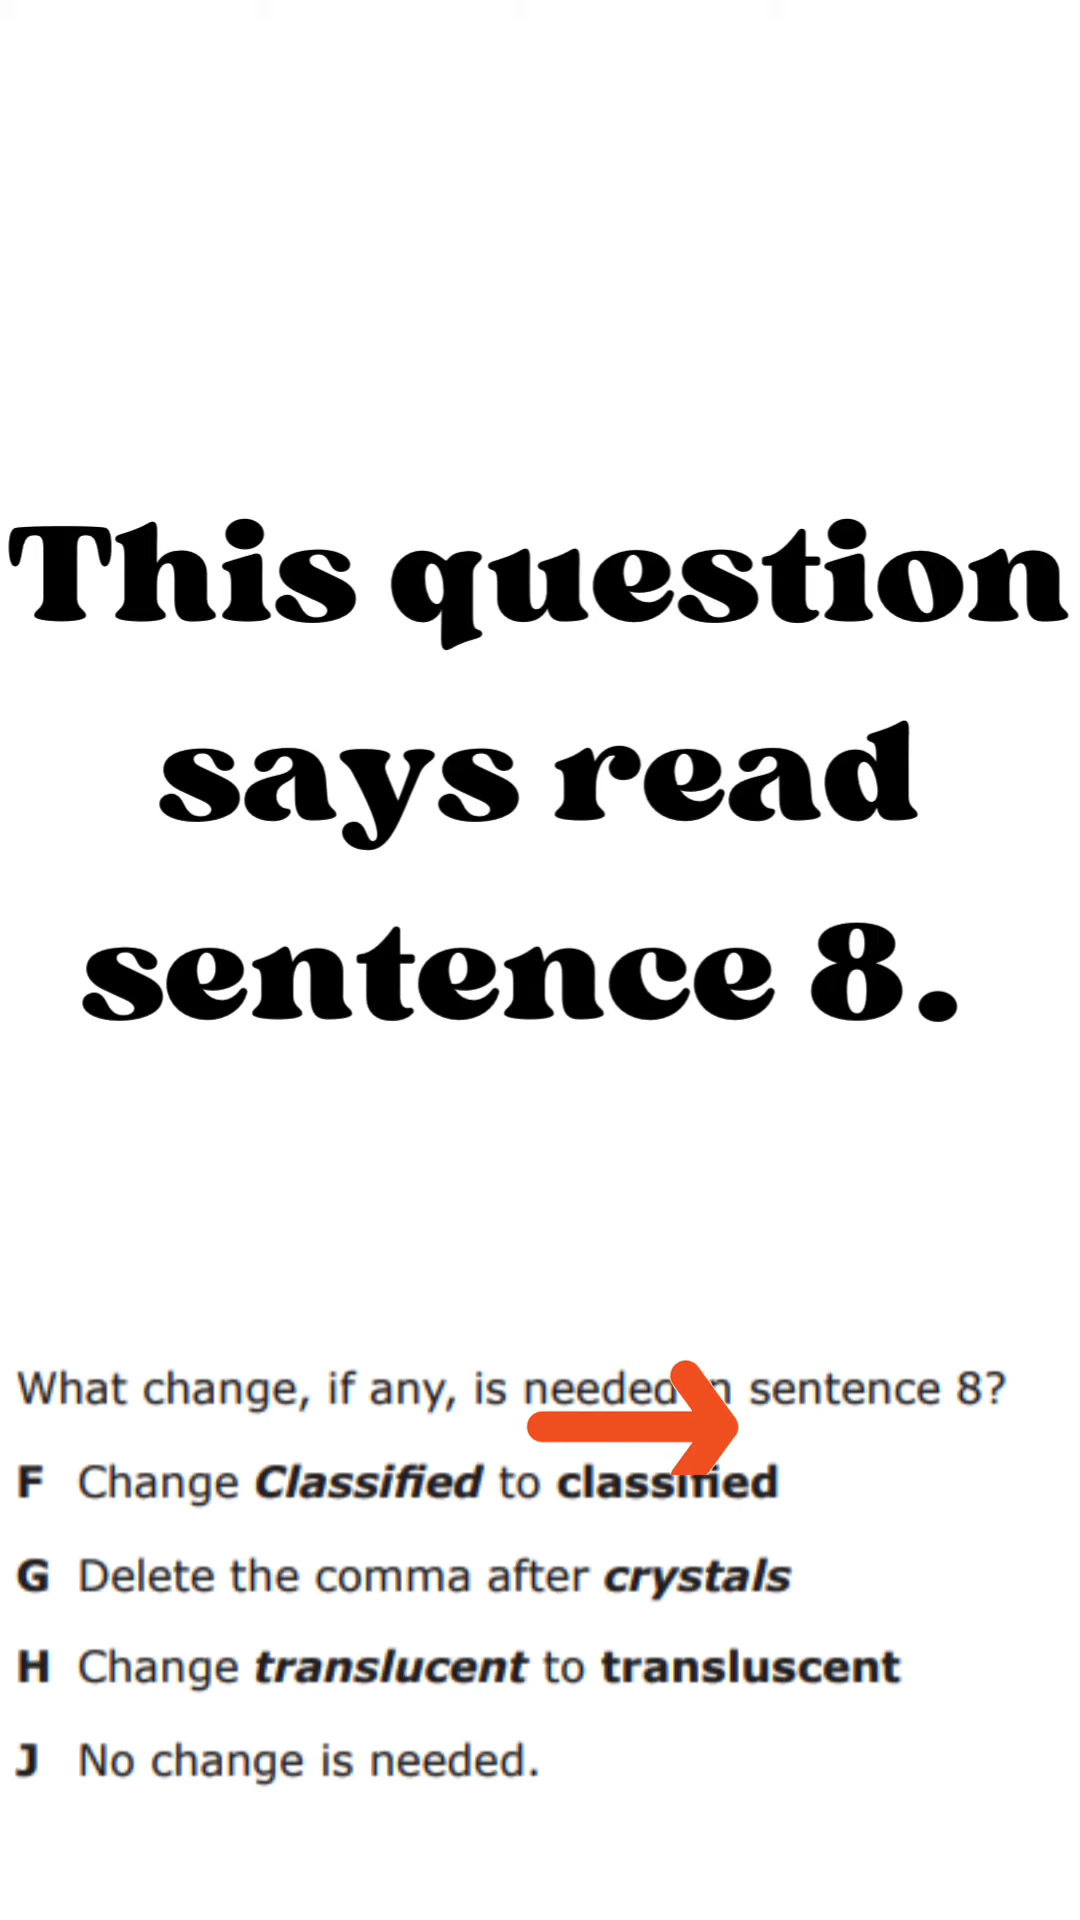 This question
says read
sentence 8.
What change, if any, is needed in sentence 8?
F Change Classified to classified
G Delete the comma after crystals
H Change translucent to transluscent
J No change is needed.